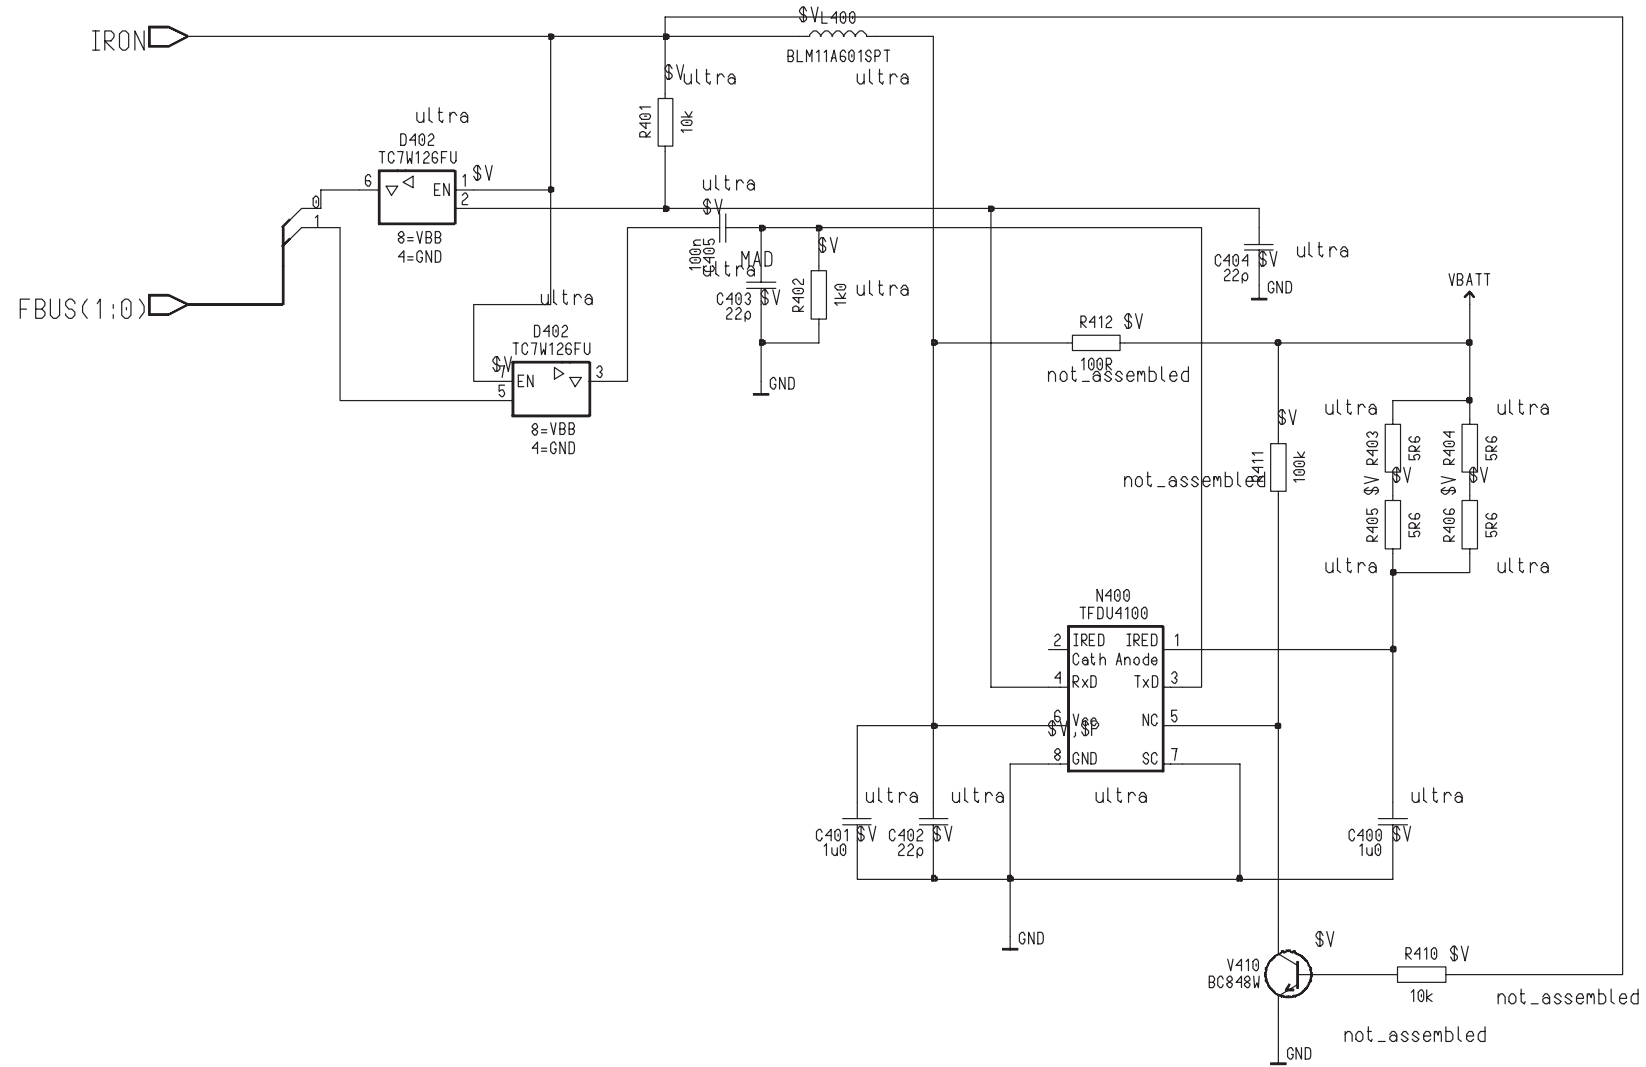 IRON
$V
L400
BLM11A601SPT
ultra
$V
ultra
R401
10k
ultra
D402
TC7W126FU
6
EN
1
$V
2
8=VBB
4=GND
0
1
FBUS(1:0)
ultra
$V
100n
C405
ultra
MAD
C403
$V
22p
$V
R402
1k0
ultra
GND
C404
$V
22p
ultra
GND
ultra
D402
TC7W126FU
$V
7
EN
5
3
8=VBB
4=GND
VBATT
R412
$V
100R
not_assembled
$V
R411
100k
not_assembled
ultra
ultra
R403
5R6
R404
5R6
$V
$V
$V
$V
R405
5R6
R406
5R6
ultra
ultra
N400
TFDU4100
2
IRED
IRED
1
Cath
Anode
4
RxD
TxD
3
6
Vcc
NC
5
$V,$P
8
GND
SC
7
ultra
ultra
ultra
ultra
C401
$V
1u0
C402
$V
22p
C400
$V
1u0
GND
$V
V410
BC848W
R410
$V
10k
not_assembled
not_assembled
GND